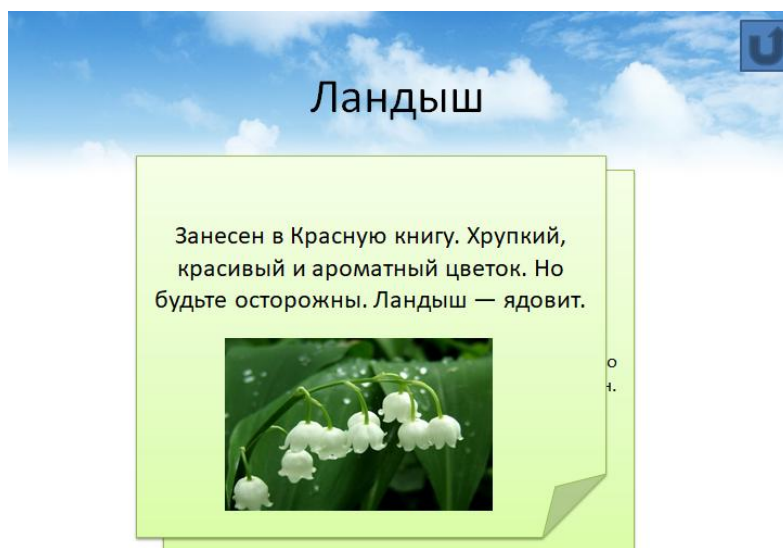 Ландыш
Занесен в Красную книгу. Хрупкий,
красивый и ароматный цветок. Но
будьте осторожны. Ландыш — ядовит.